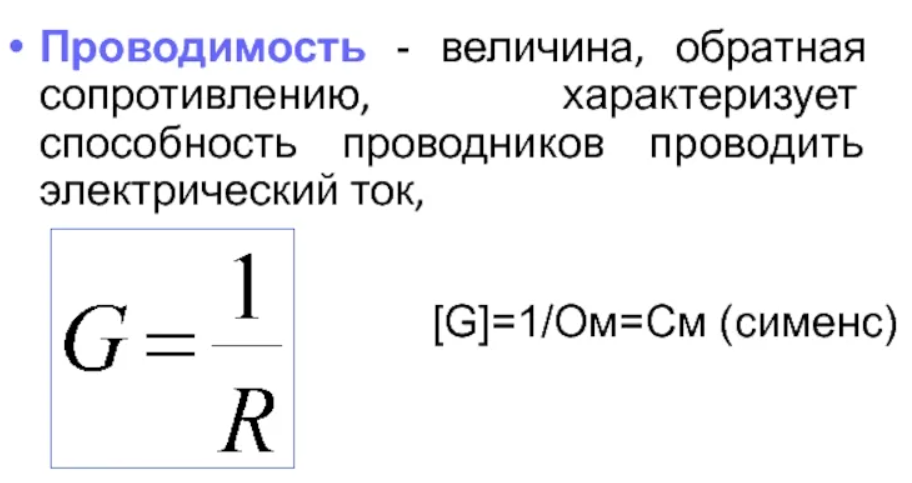 • Проводимость - величина, обратная
сопротивлению, характеризует
способность проводников проводить
электрический ток,
G = 1/R
[G]=1/Ом=См (сименс)